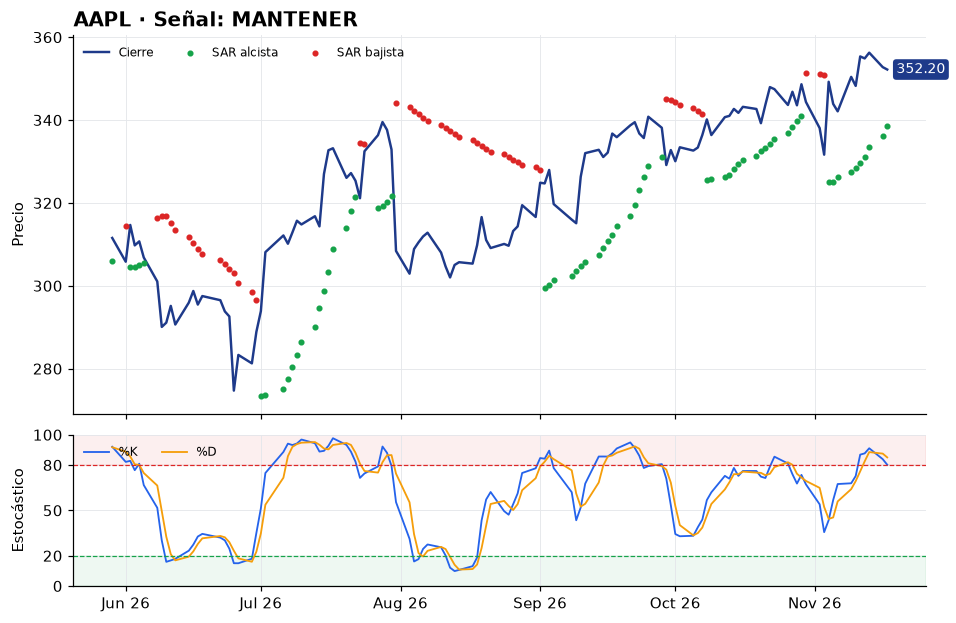 AAPL · Señal: MANTENER
Cierre SAR alcista SAR bajista
360
340
320
300
280
Precio
352.20
%K %D
100
80
50
20
0
Estocástico
Jun 26 Jul 26 Aug 26 Sep 26 Oct 26 Nov 26